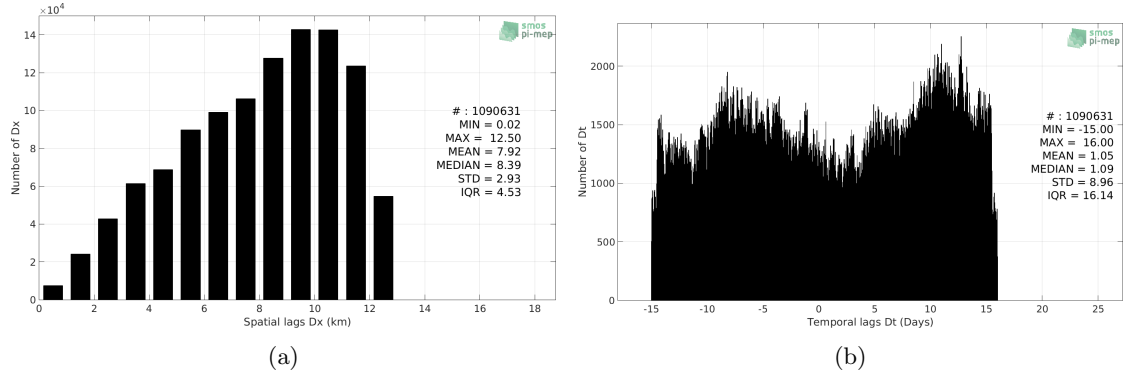 ×10⁴
14
12
10
8
6
4
2
0
Number of Dx
0 2 4 6 8 10 12 14 16 18
Spatial lags Dx (km)
smos
pi-mep
# : 1090631
MIN = 0.02
MAX = 12.50
MEAN = 7.92
MEDIAN = 8.39
STD = 2.93
IQR = 4.53
(a)
2000
1500
1000
500
0
Number of Dt
-15 -10 -5 0 5 10 15 20 25
Temporal lags Dt (Days)
smos
pi-mep
# : 1090631
MIN = -15.00
MAX = 16.00
MEAN = 1.05
MEDIAN = 1.09
STD = 8.96
IQR = 16.14
(b)